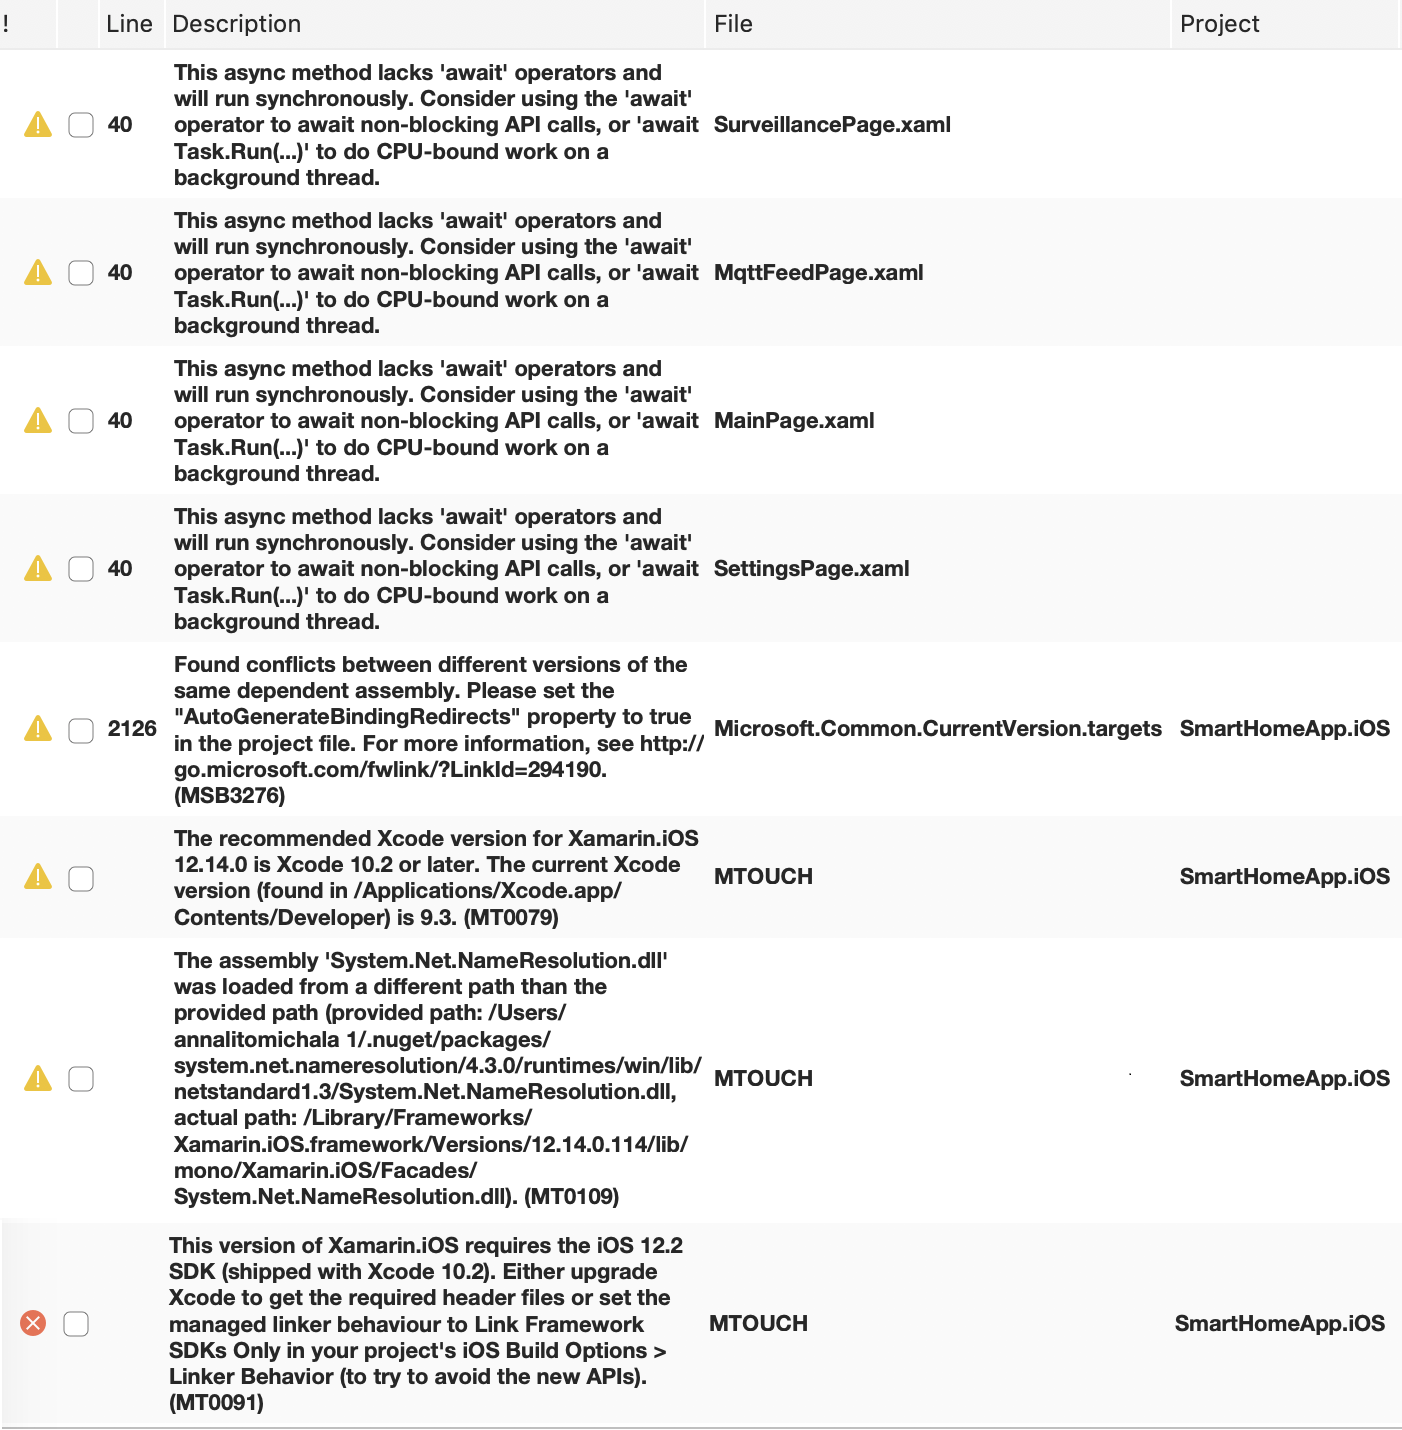 ! Line Description File Project
This async method lacks 'await' operators and
will run synchronously. Consider using the 'await'
40 operator to await non-blocking API calls, or 'await SurveillancePage.xaml
Task.Run(...)' to do CPU-bound work on a
background thread.
This async method lacks 'await' operators and
will run synchronously. Consider using the 'await'
40 operator to await non-blocking API calls, or 'await MqttFeedPage.xaml
Task.Run(...)' to do CPU-bound work on a
background thread.
This async method lacks 'await' operators and
will run synchronously. Consider using the 'await'
40 operator to await non-blocking API calls, or 'await MainPage.xaml
Task.Run(...)' to do CPU-bound work on a
background thread.
This async method lacks 'await' operators and
will run synchronously. Consider using the 'await'
40 operator to await non-blocking API calls, or 'await SettingsPage.xaml
Task.Run(...)' to do CPU-bound work on a
background thread.
Found conflicts between different versions of the
same dependent assembly. Please set the
2126 "AutoGenerateBindingRedirects" property to true Microsoft.Common.CurrentVersion.targets SmartHomeApp.iOS
in the project file. For more information, see http://
go.microsoft.com/fwlink/?LinkId=294190.
(MSB3276)
The recommended Xcode version for Xamarin.iOS
12.14.0 is Xcode 10.2 or later. The current Xcode
version (found in /Applications/Xcode.app/ MTOUCH SmartHomeApp.iOS
Contents/Developer) is 9.3. (MT0079)
The assembly 'System.Net.NameResolution.dll'
was loaded from a different path than the
provided path (provided path: /Users/
annalitomichala 1/.nuget/packages/
system.net.nameresolution/4.3.0/runtimes/win/lib/ MTOUCH SmartHomeApp.iOS
netstandard1.3/System.Net.NameResolution.dll,
actual path: /Library/Frameworks/
Xamarin.iOS.framework/Versions/12.14.0.114/lib/
mono/Xamarin.iOS/Facades/
System.Net.NameResolution.dll). (MT0109)
This version of Xamarin.iOS requires the iOS 12.2
SDK (shipped with Xcode 10.2). Either upgrade
Xcode to get the required header files or set the
managed linker behaviour to Link Framework MTOUCH SmartHomeApp.iOS
SDKs Only in your project's iOS Build Options >
Linker Behavior (to try to avoid the new APIs).
(MT0091)